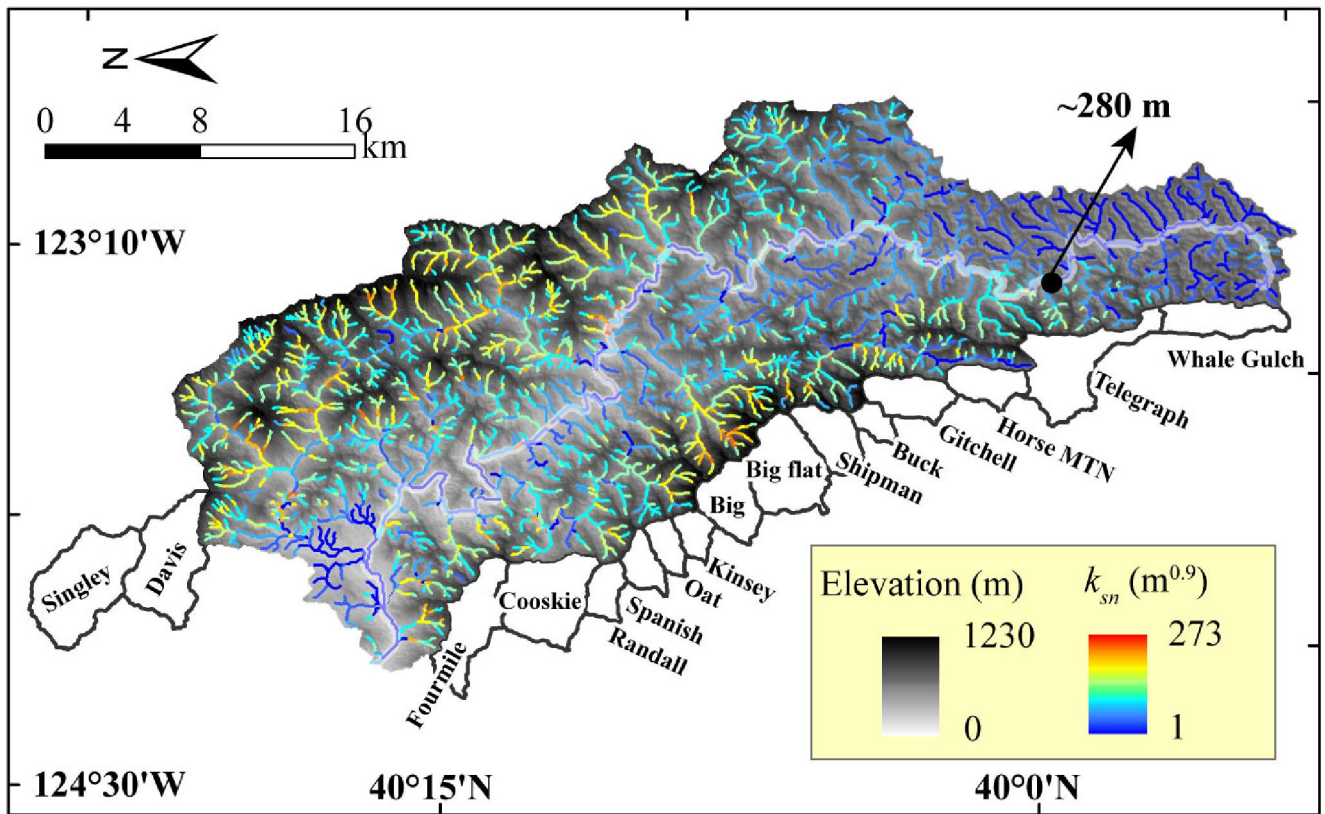 N
0 4 8 16
km
~280 m
123°10'W
Whale Gulch
Telegraph
Horse MTN
Gitchell
Buck
Shipman
Big flat
Big
Kinsey
Oat
Spanish
Randall
Cooskie
Fourmile
Davis
Singley
Elevation (m)
1230
0
k_sn (m^0.9)
273
1
124°30'W
40°15'N
40°0'N